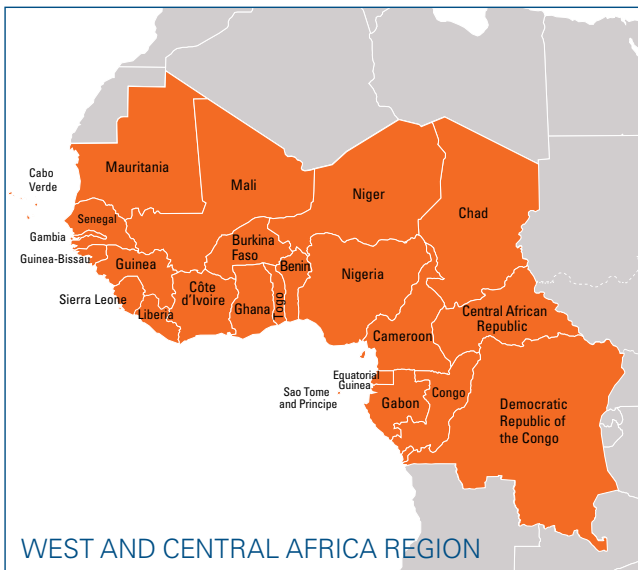 Mauritania
Mali
Niger
Chad
Cabo
Verde
Senegal
Gambia
Guinea-Bissau
Guinea
Sierra Leone
Liberia
Côte
d'Ivoire
Burkina
Faso
Ghana
Togo
Benin
Nigeria
Cameroon
Central African
Republic
Equatorial
Guinea
Sao Tome
and Principe
Gabon
Congo
Democratic
Republic of
the Congo
WEST AND CENTRAL AFRICA REGION